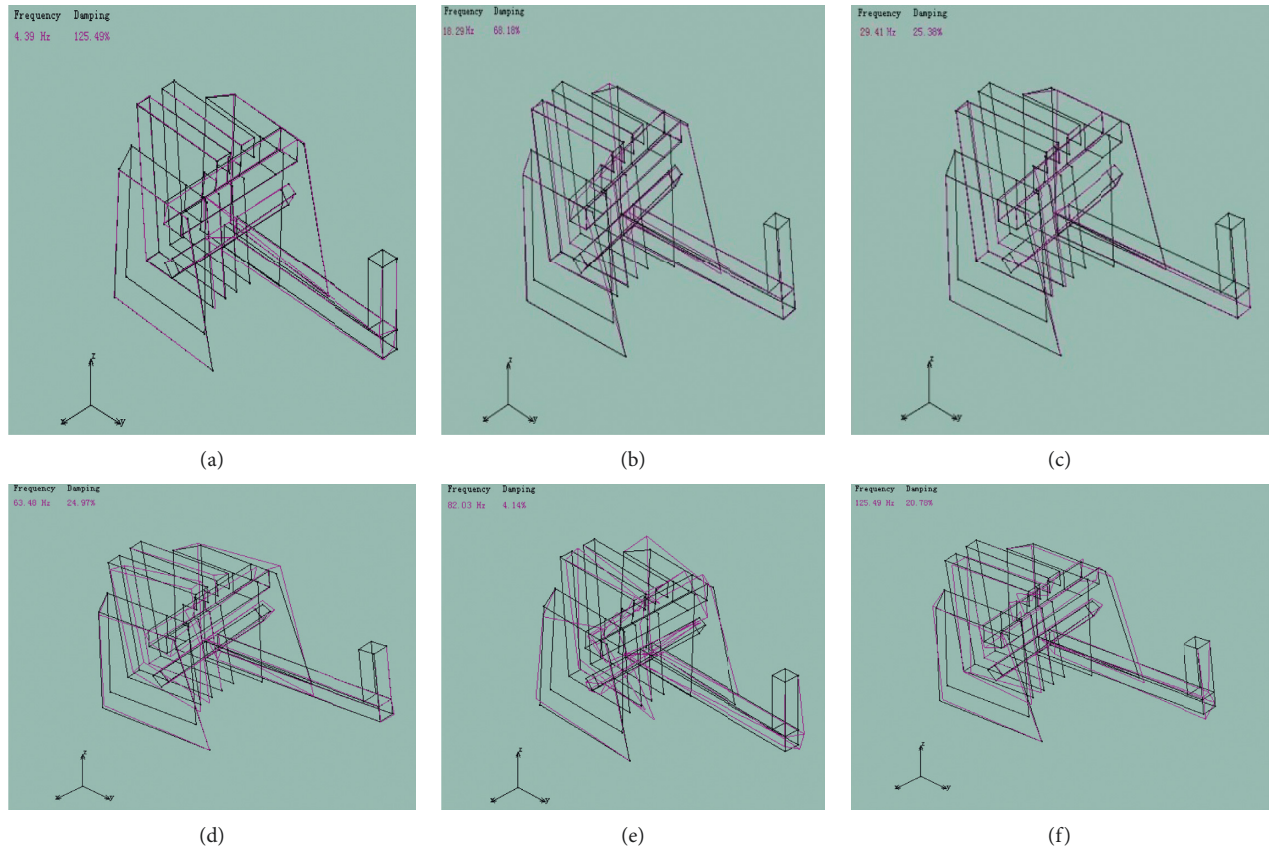 Frequency Damping
4.39 Hz 125.49%
z
x y
(a)
Frequency Damping
18.29Hz 68.18%
z
x y
(b)
Frequency Damping
29.41 Hz 25.38%
z
x y
(c)
Frequency Damping
63.48 Hz 24.97%
z
x y
(d)
Frequency Damping
82.03 Hz 4.14%
z
x y
(e)
Frequency Damping
125.49 Hz 20.78%
z
x y
(f)